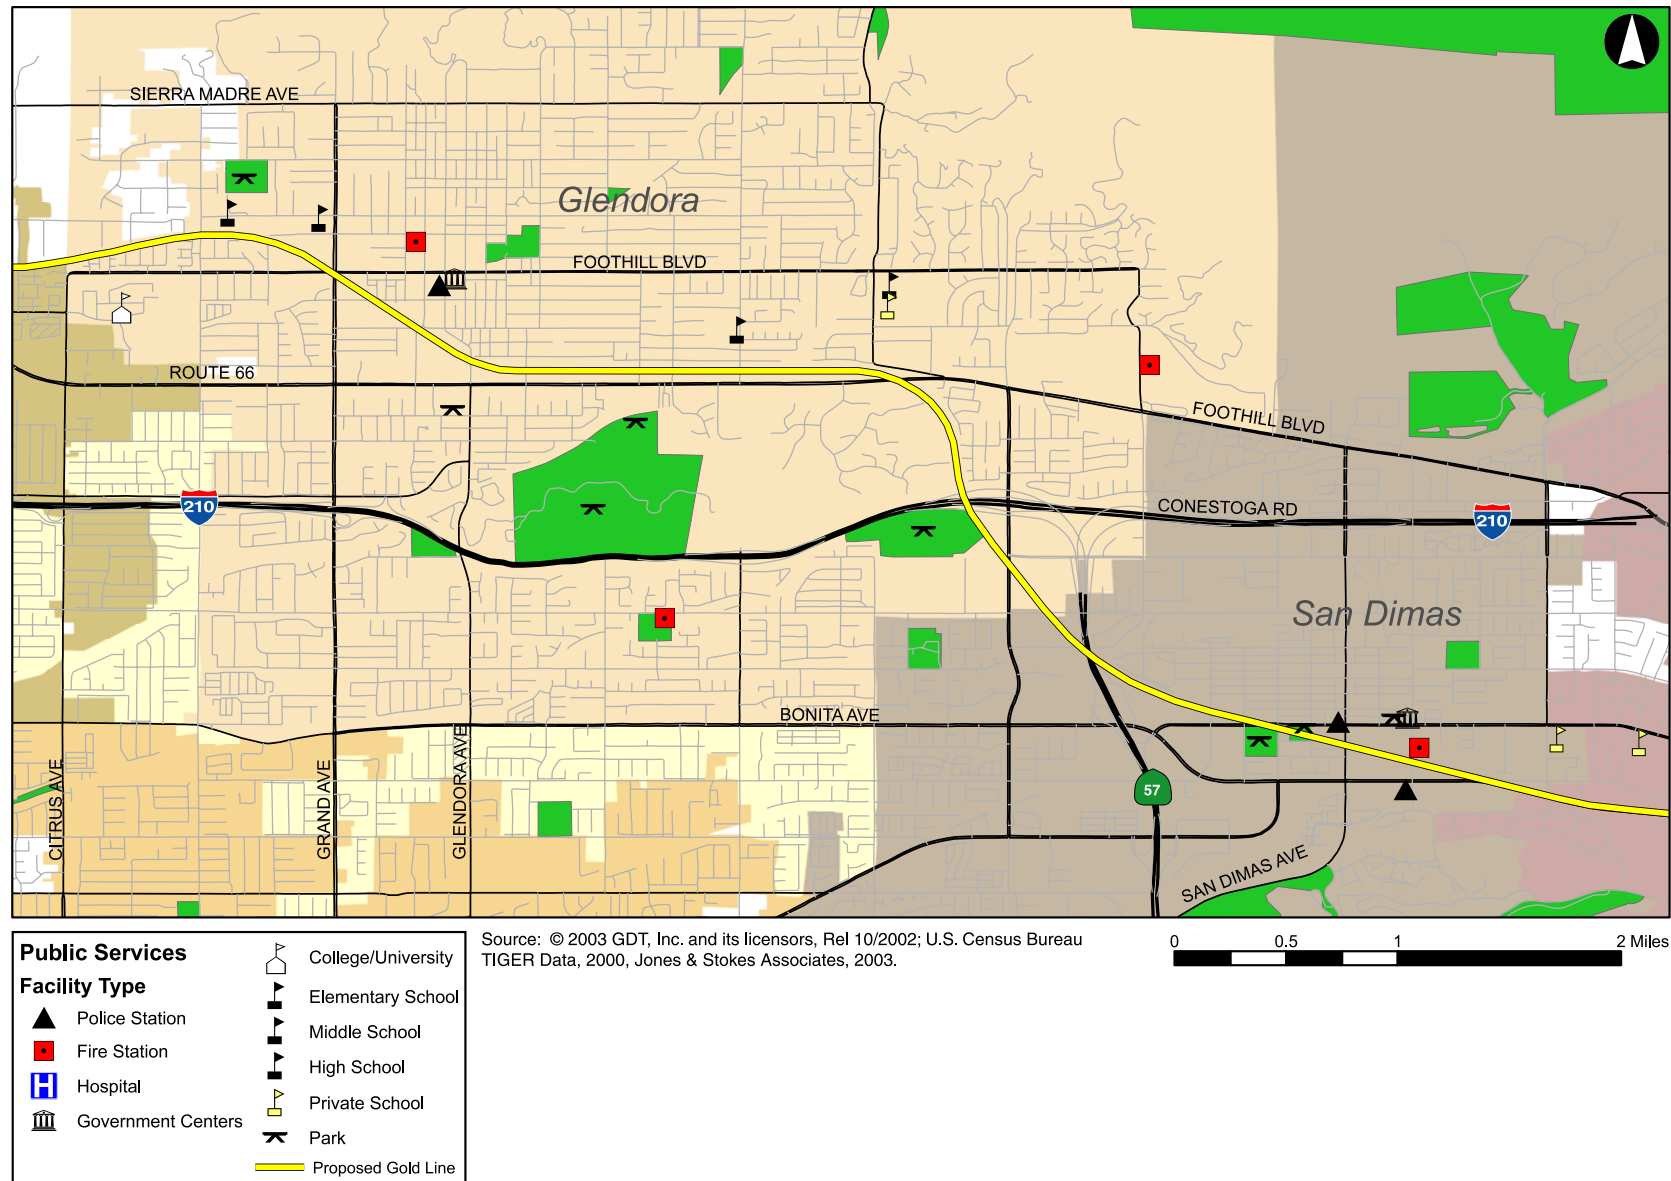 SIERRA MADRE AVE
Glendora
FOOTHILL BLVD
ROUTE 66
FOOTHILL BLVD
210
CONESTOGA RD
210
San Dimas
BONITA AVE
CITRUS AVE
GRAND AVE
GLENDORA AVE
57
SAN DIMAS AVE
Public Services
Facility Type
Police Station
Fire Station
H Hospital
Government Centers
College/University
Elementary School
Middle School
High School
Private School
Park
Proposed Gold Line
Source: © 2003 GDT, Inc. and its licensors, Rel 10/2002; U.S. Census Bureau
TIGER Data, 2000, Jones & Stokes Associates, 2003.
0 0.5 1 2 Miles